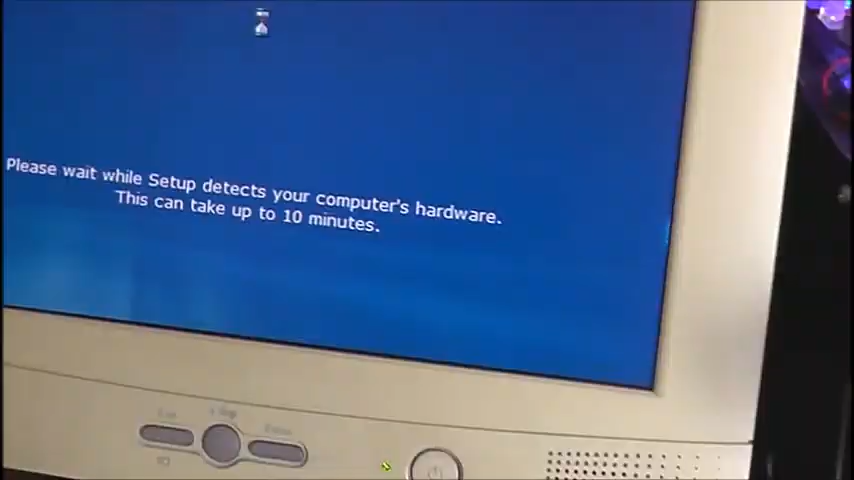 Please wait while Setup detects your computer's hardware.
This can take up to 10 minutes.